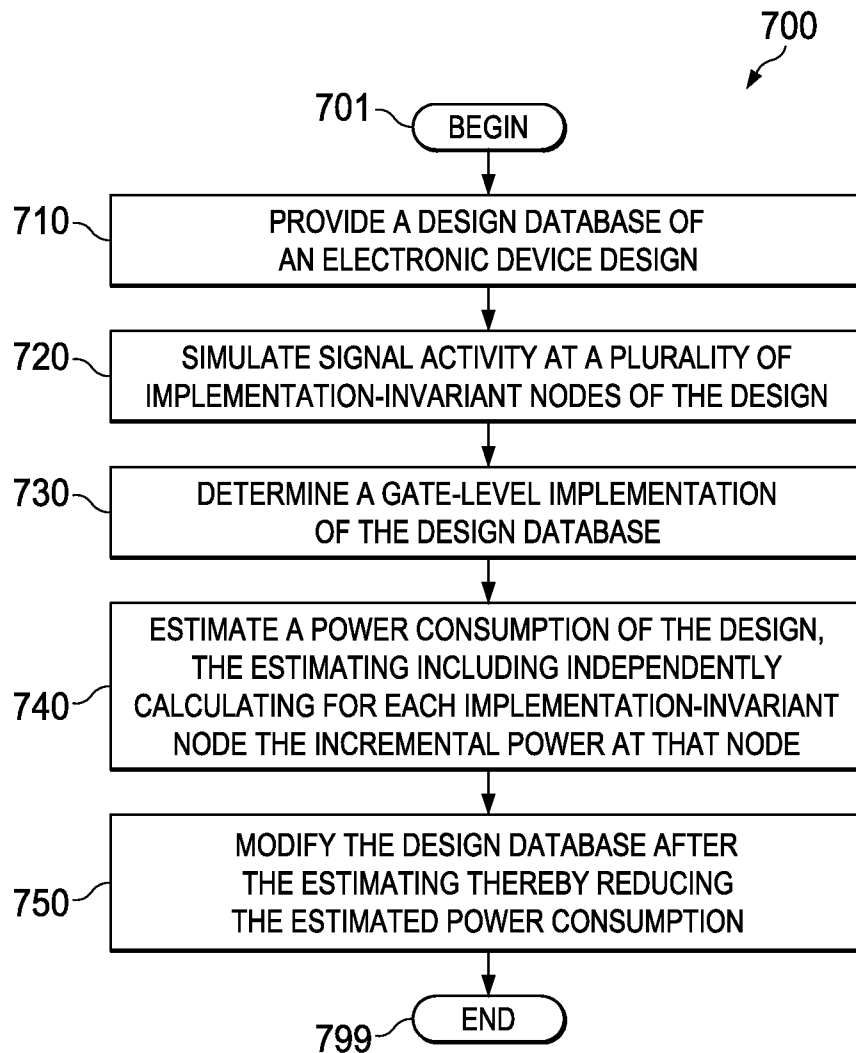 700
701
BEGIN
710
PROVIDE A DESIGN DATABASE OF
AN ELECTRONIC DEVICE DESIGN
720
SIMULATE SIGNAL ACTIVITY AT A PLURALITY OF
IMPLEMENTATION-INVARIANT NODES OF THE DESIGN
730
DETERMINE A GATE-LEVEL IMPLEMENTATION
OF THE DESIGN DATABASE
740
ESTIMATE A POWER CONSUMPTION OF THE DESIGN,
THE ESTIMATING INCLUDING INDEPENDENTLY
CALCULATING FOR EACH IMPLEMENTATION-INVARIANT
NODE THE INCREMENTAL POWER AT THAT NODE
750
MODIFY THE DESIGN DATABASE AFTER
THE ESTIMATING THEREBY REDUCING
THE ESTIMATED POWER CONSUMPTION
799
END